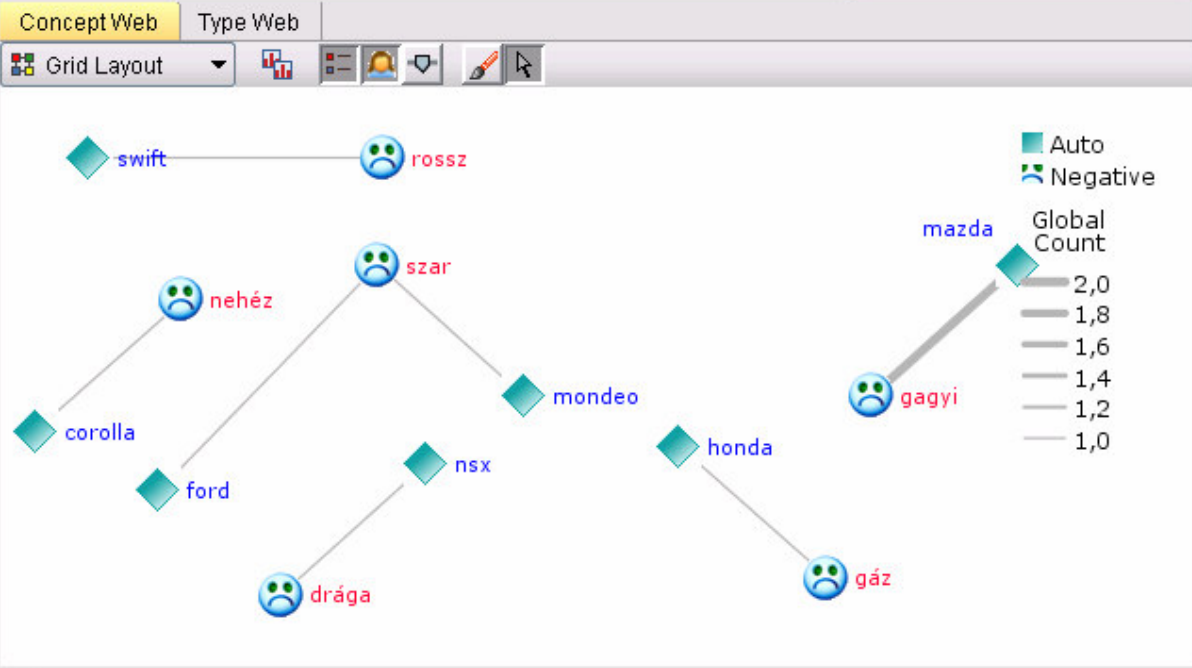 Concept Web
Type Web
Grid Layout
swift
rossz
Auto
Negative
Global
Count
mazda
szar
nehéz
2,0
1,8
1,6
1,4
1,2
1,0
mondeo
gagyi
corolla
honda
nsx
ford
gáz
drága